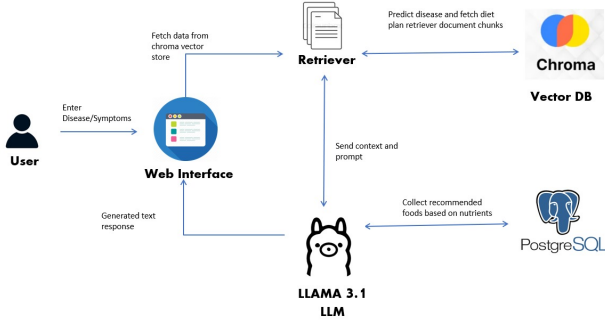 Fetch data from
chroma vector
store
Predict disease and fetch diet
plan retriever document chunks
Retriever
Chroma
Vector DB
Enter
Disease/Symptoms
User
Web Interface
Send context and
prompt
Generated text
response
Collect recommended
foods based on nutrients
PostgreSQL
LLAMA 3.1
LLM